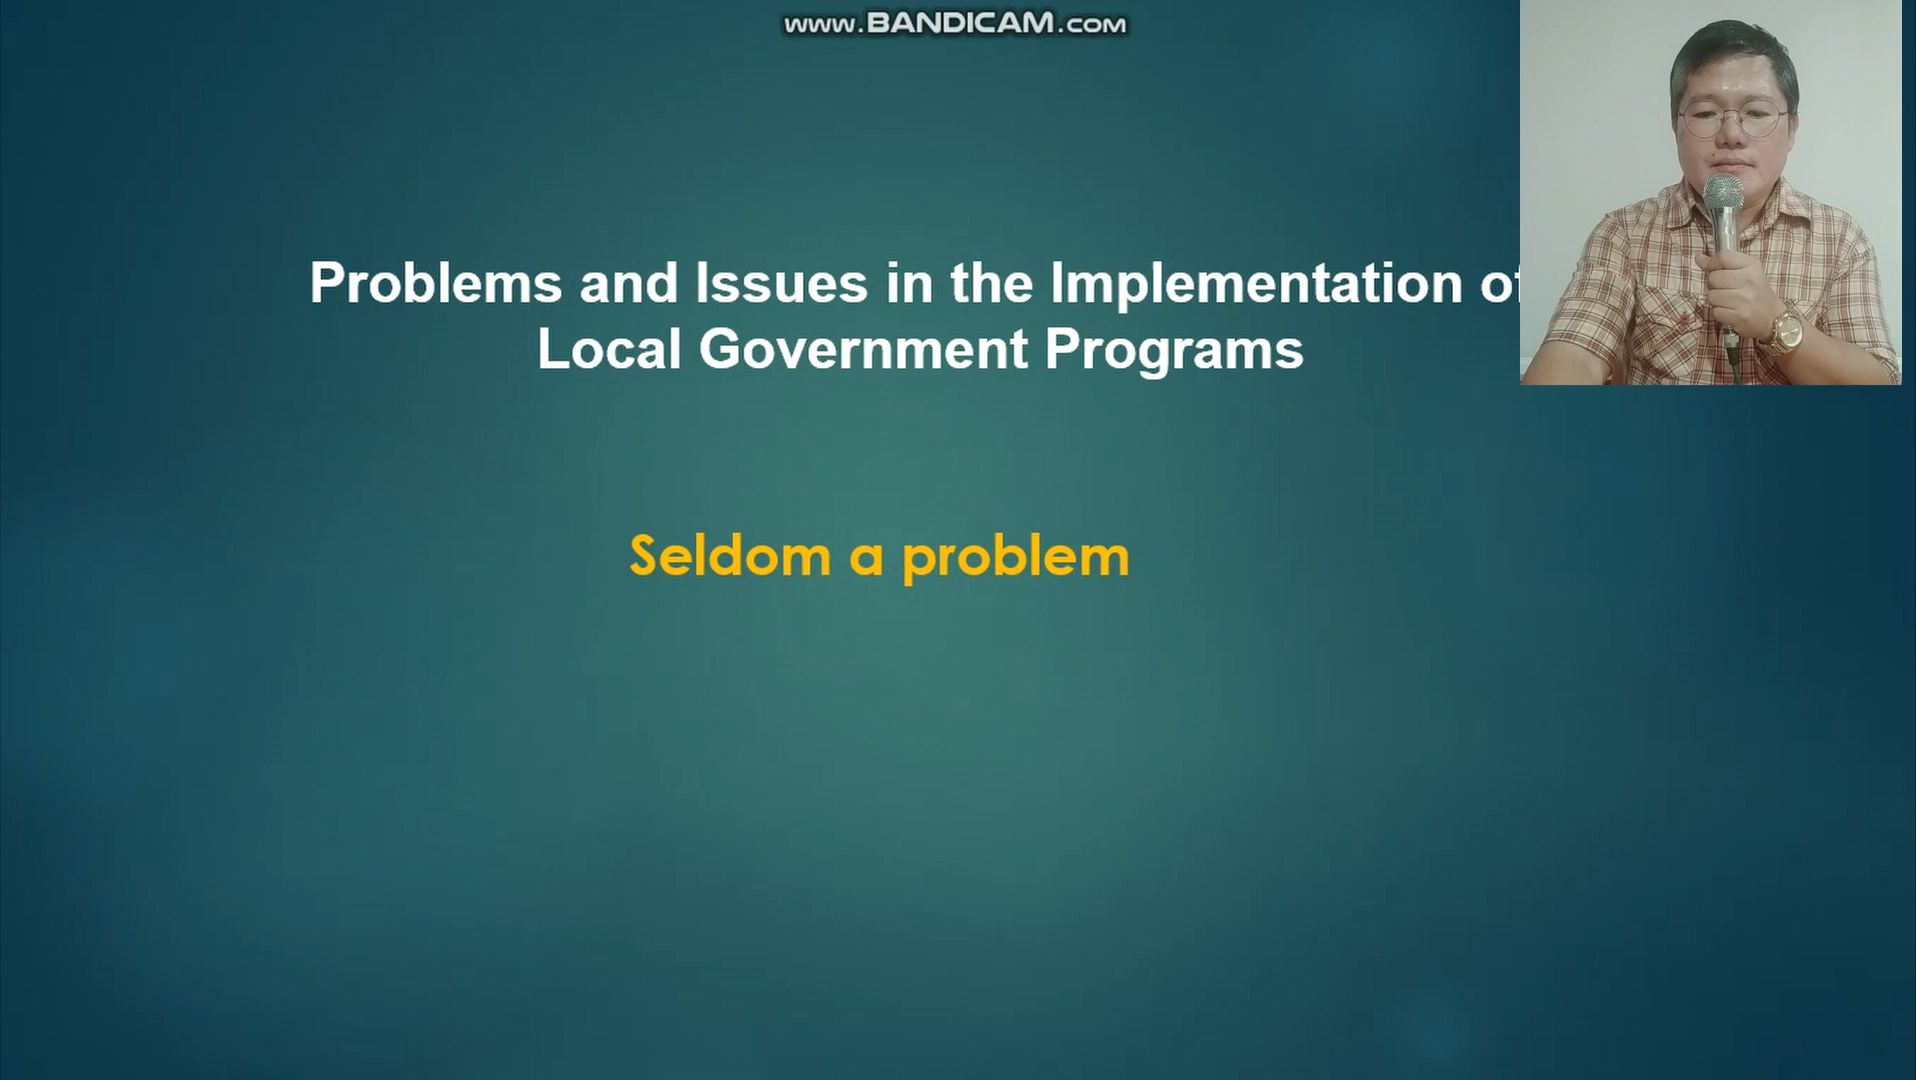 www.BANDICAM.com
Problems and Issues in the Implementation of
Local Government Programs
Seldom a problem